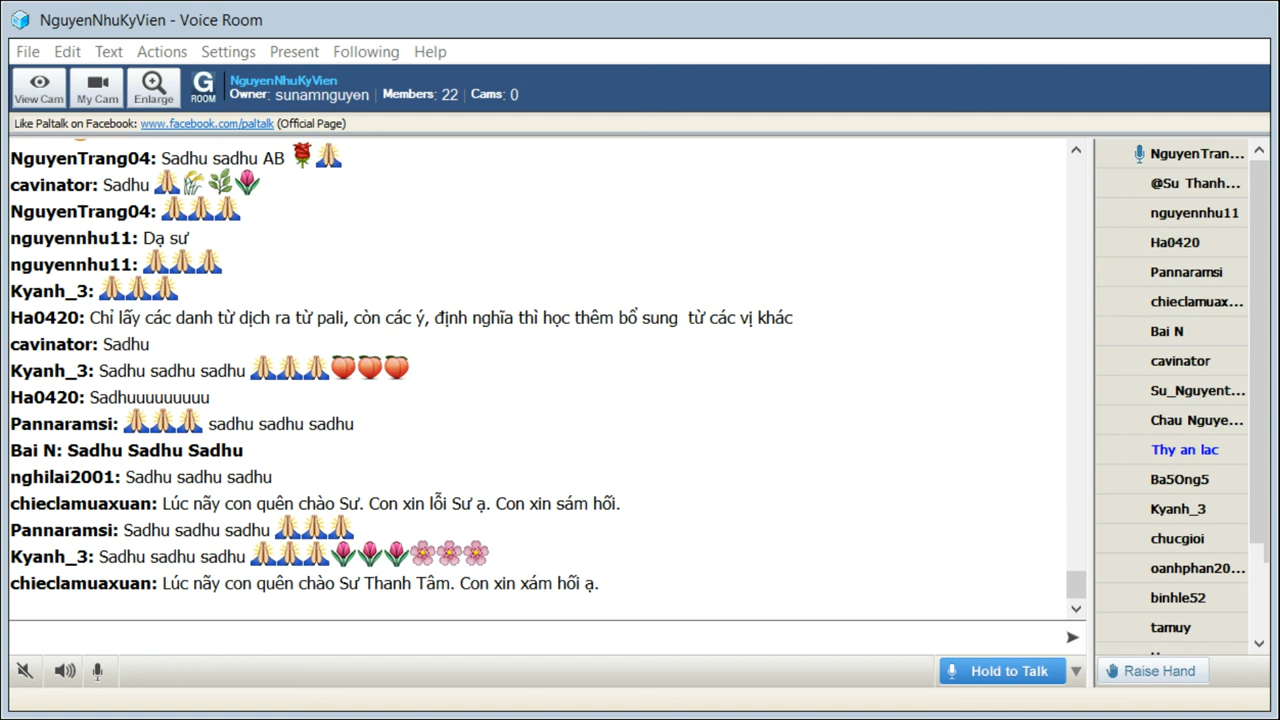 NguyenNhuKyVien - Voice Room
File Edit Text Actions Settings Present Following Help
View Cam
My Cam
Enlarge
G
ROOM
NguyenNhuKyVien
Owner: sunamnguyen | Members: 22 | Cams: 0
Like Paltalk on Facebook: www.facebook.com/paltalk (Official Page)
NguyenTrang04: Sadhu sadhu AB 🌹🙏
cavinator: Sadhu 🙏🌾🌿🌷
NguyenTrang04: 🙏🙏🙏
nguyennhu11: Dạ sư
nguyennhu11: 🙏🙏🙏
Kyanh_3: 🙏🙏🙏
Ha0420: Chỉ lấy các danh từ dịch ra từ pali, còn các ý, định nghĩa thì học thêm bổ sung từ các vị khác
cavinator: Sadhu
Kyanh_3: Sadhu sadhu sadhu 🙏🙏🙏🍑🍑🍑
Ha0420: Sadhuuuuuuuuu
Pannaramsi: 🙏🙏🙏 sadhu sadhu sadhu
Bai N: Sadhu Sadhu Sadhu
nghilai2001: Sadhu sadhu sadhu
chieclamuaxuan: Lúc nãy con quên chào Sư. Con xin lỗi Sư ạ. Con xin sám hối.
Pannaramsi: Sadhu sadhu sadhu 🙏🙏🙏
Kyanh_3: Sadhu sadhu sadhu 🙏🙏🙏🌷🌷🌷🌸🌸🌸
chieclamuaxuan: Lúc nãy con quên chào Sư Thanh Tâm. Con xin xám hối ạ.
NguyenTran...
@Su Thanh...
nguyennhu11
Ha0420
Pannaramsi
chieclamuax...
Bai N
cavinator
Su_Nguyent...
Chau Nguye...
Thy an lac
Ba5Ong5
Kyanh_3
chucgioi
oanhphan20...
binhle52
tamuy
Hold to Talk
Raise Hand